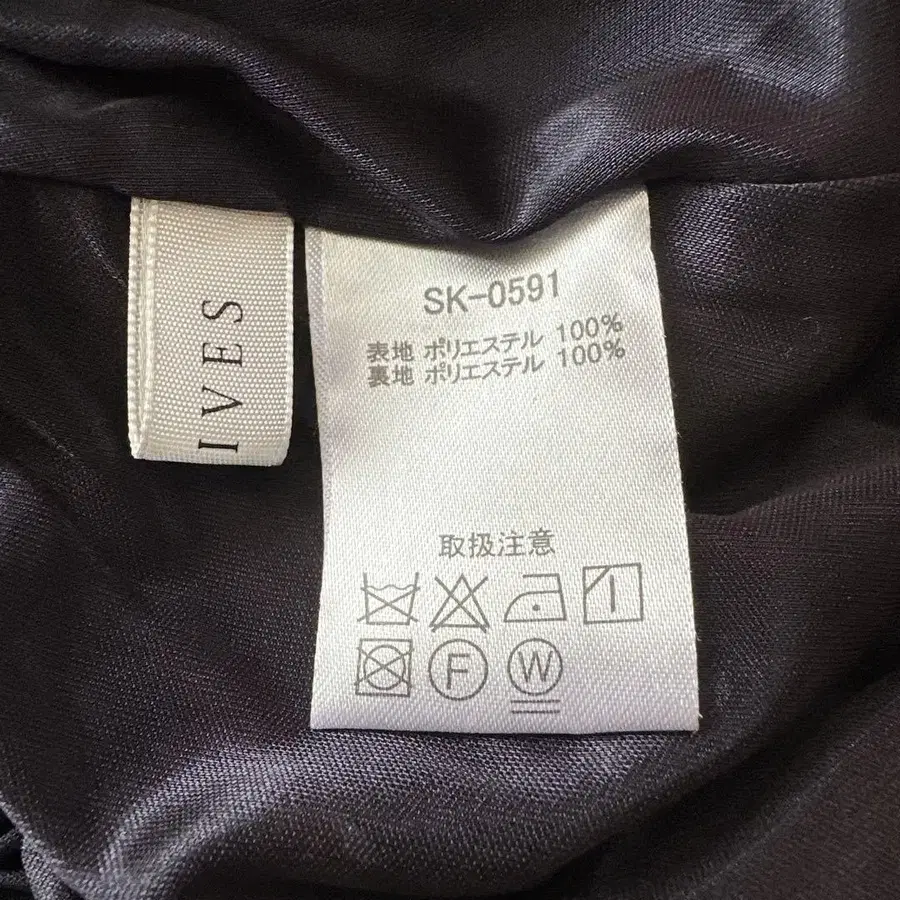 IVES
SK-0591
表地 ポリエステル 100%
裏地 ポリエステル 100%
取扱注意
F
W